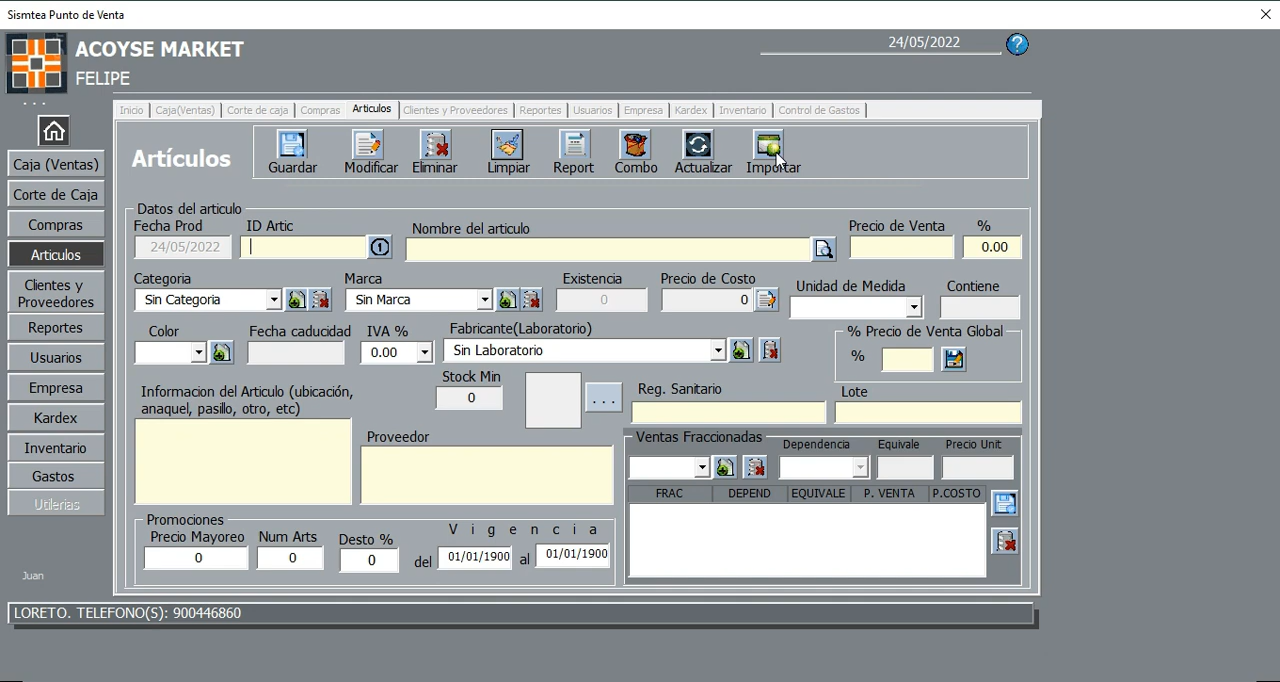 Sismtea Punto de Venta
ACOYSE MARKET
FELIPE
24/05/2022
?
Inicio
Caja(Ventas)
Corte de caja
Compras
Articulos
Clientes y Proveedores
Reportes
Usuarios
Empresa
Kardex
Inventario
Control de Gastos
Caja (Ventas)
Corte de Caja
Compras
Articulos
Clientes y
Proveedores
Reportes
Usuarios
Empresa
Kardex
Inventario
Gastos
Utilerias
Juan
Artículos
Guardar
Modificar
Eliminar
Limpiar
Report
Combo
Actualizar
Importar
Datos del articulo
Fecha Prod
24/05/2022
ID Artic
1
Nombre del articulo
Precio de Venta
%
0.00
Categoria
Sin Categoria
Marca
Sin Marca
Existencia
0
Precio de Costo
0
Unidad de Medida
Contiene
Color
Fecha caducidad
IVA %
0.00
Fabricante(Laboratorio)
Sin Laboratorio
% Precio de Venta Global
%
Informacion del Articulo (ubicación,
anaquel, pasillo, otro, etc)
Stock Min
0
...
Reg. Sanitario
Lote
Proveedor
Ventas Fraccionadas
Dependencia
Equivale
Precio Unit
FRAC
DEPEND
EQUIVALE
P. VENTA
P.COSTO
Promociones
Precio Mayoreo
0
Num Arts
0
Desto %
0
Vigencia
del
01/01/1900
al
01/01/1900
LORETO. TELEFONO(S): 900446860